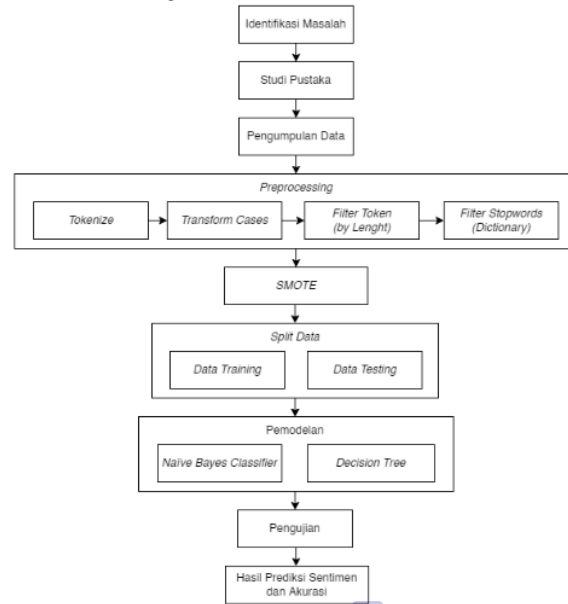 Identifikasi Masalah
Studi Pustaka
Pengumpulan Data
Preprocessing
Tokenize
Transform Cases
Filter Token
(by Lenght)
Filter Stopwords
(Dictionary)
SMOTE
Split Data
Data Training
Data Testing
Pemodelan
Naïve Bayes Classifier
Decision Tree
Pengujian
Hasil Prediksi Sentimen
dan Akurasi